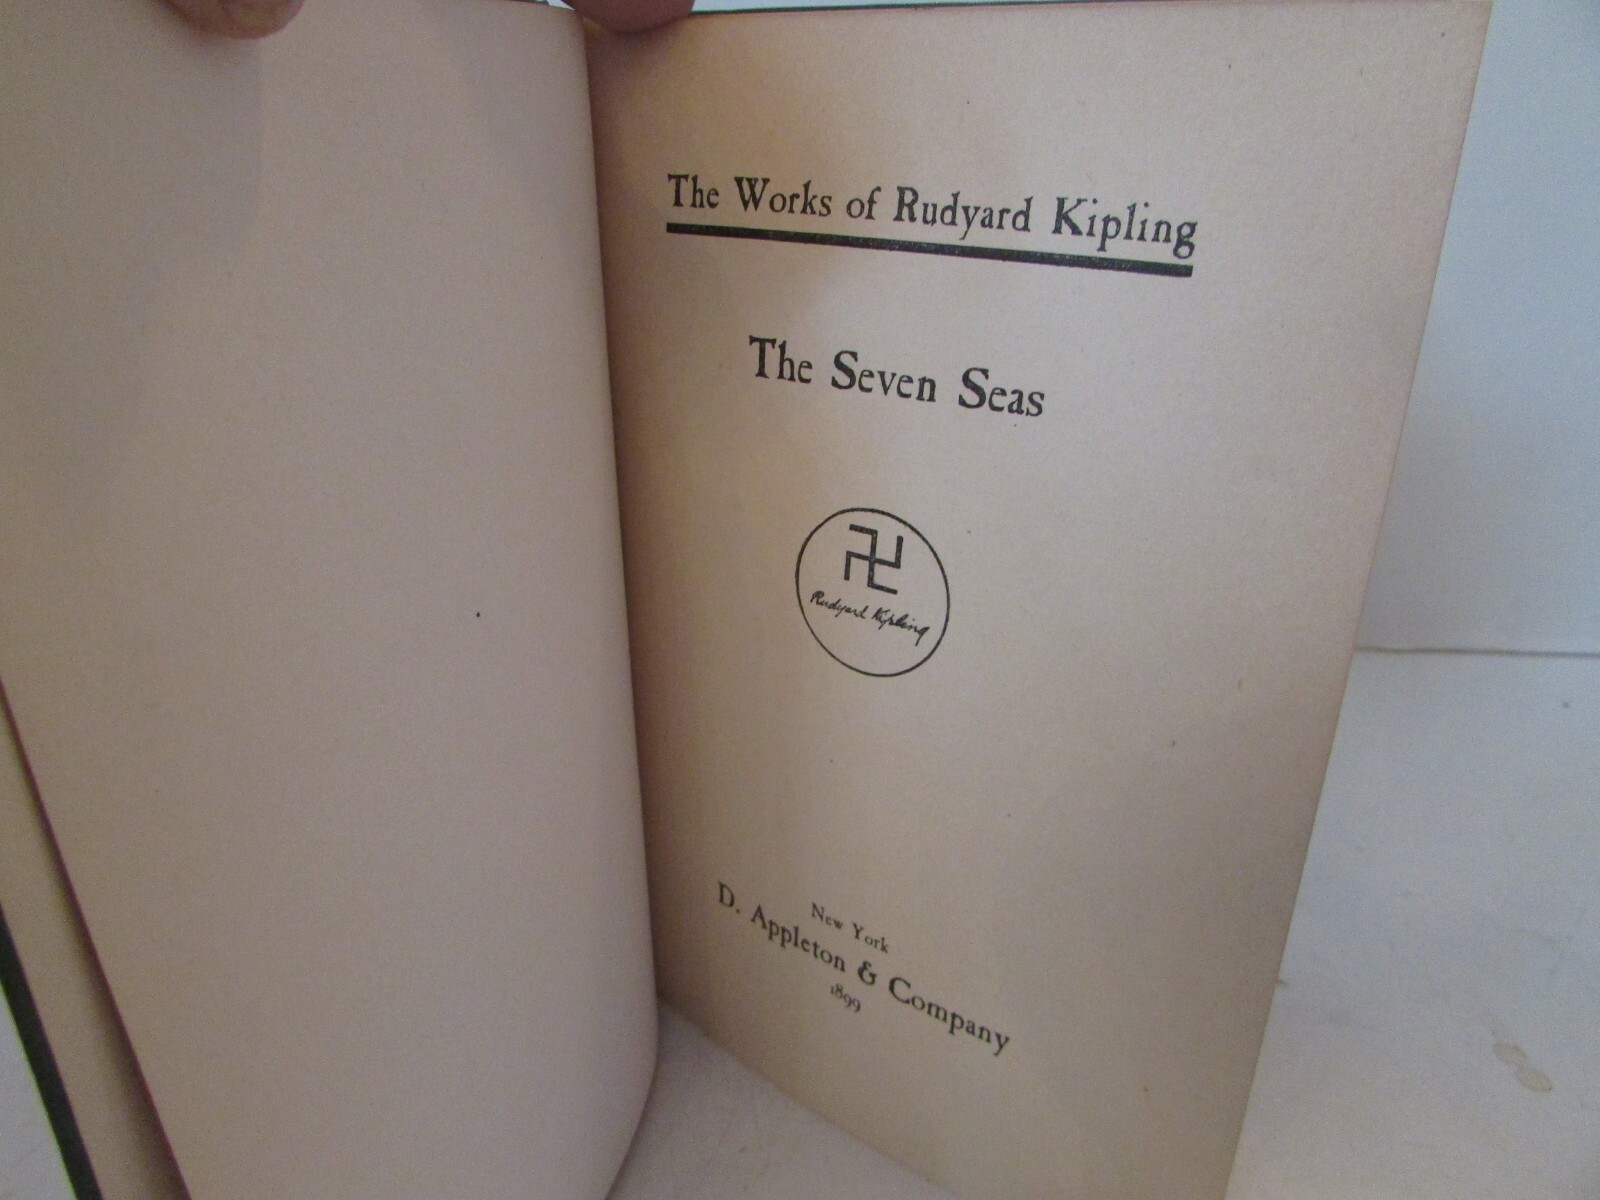 The Works of Rudyard Kipling
The Seven Seas
Rudyard Kipling
New York
D. Appleton & Company
1899